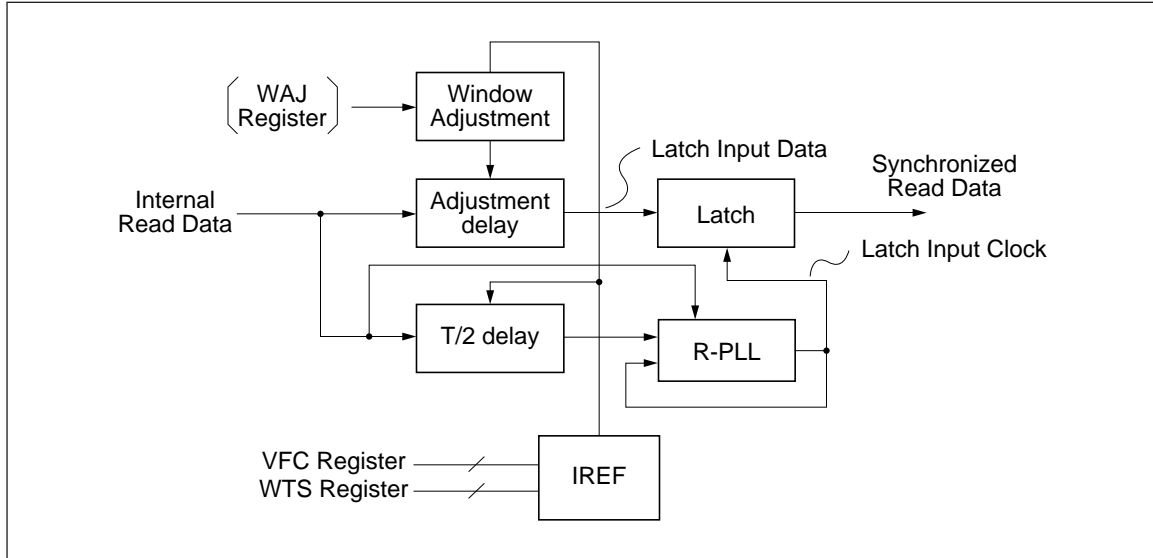 WAJ
Register
Window
Adjustment
Latch Input Data
Synchronized
Read Data
Internal
Read Data
Adjustment
delay
Latch
Latch Input Clock
T/2 delay
R-PLL
VFC Register
WTS Register
IREF